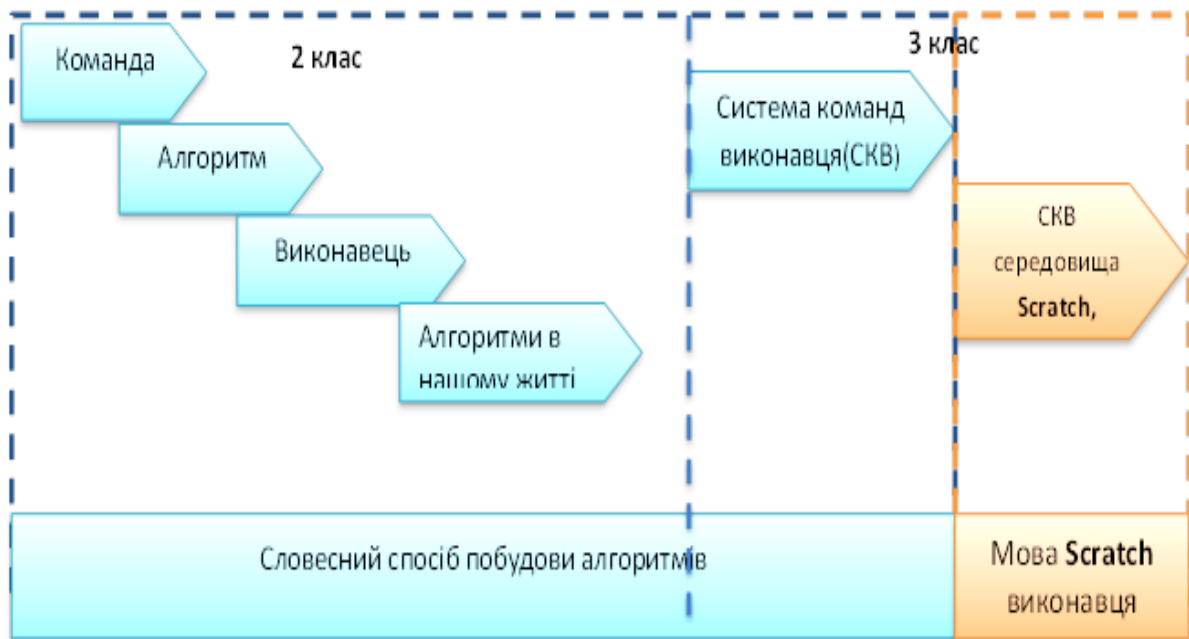 Команда
2 клас
3 клас
Алгоритм
Виконавець
Алгоритми в
нашому житті
Система команд
виконавця(СКВ)
СКВ
середовища
Scratch,
Словесний спосіб побудови алгоритмів
Мова Scratch
виконавця